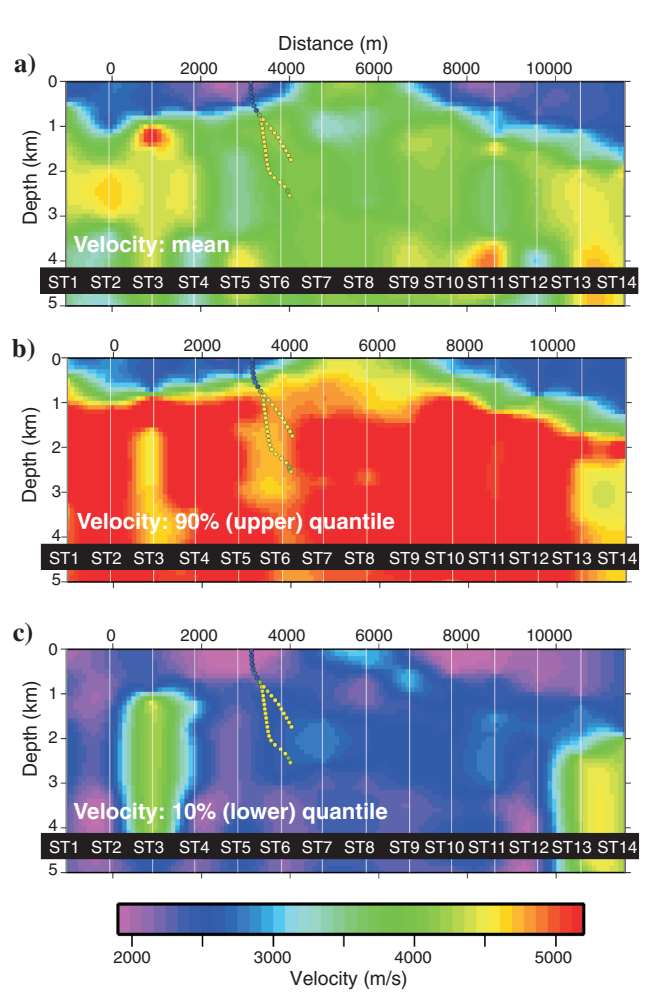 Distance (m)
a) 0 2000 4000 6000 8000 10000
0
1
2
3
4
5
Depth (km)
Velocity: mean
ST1 ST2 ST3 ST4 ST5 ST6 ST7 ST8 ST9 ST10 ST11 ST12 ST13 ST14
b) 0 2000 4000 6000 8000 10000
0
1
2
3
4
5
Depth (km)
Velocity: 90% (upper) quantile
ST1 ST2 ST3 ST4 ST5 ST6 ST7 ST8 ST9 ST10 ST11 ST12 ST13 ST14
c) 0 2000 4000 6000 8000 10000
0
1
2
3
4
5
Depth (km)
Velocity: 10% (lower) quantile
ST1 ST2 ST3 ST4 ST5 ST6 ST7 ST8 ST9 ST10 ST11 ST12 ST13 ST14
2000 3000 4000 5000
Velocity (m/s)